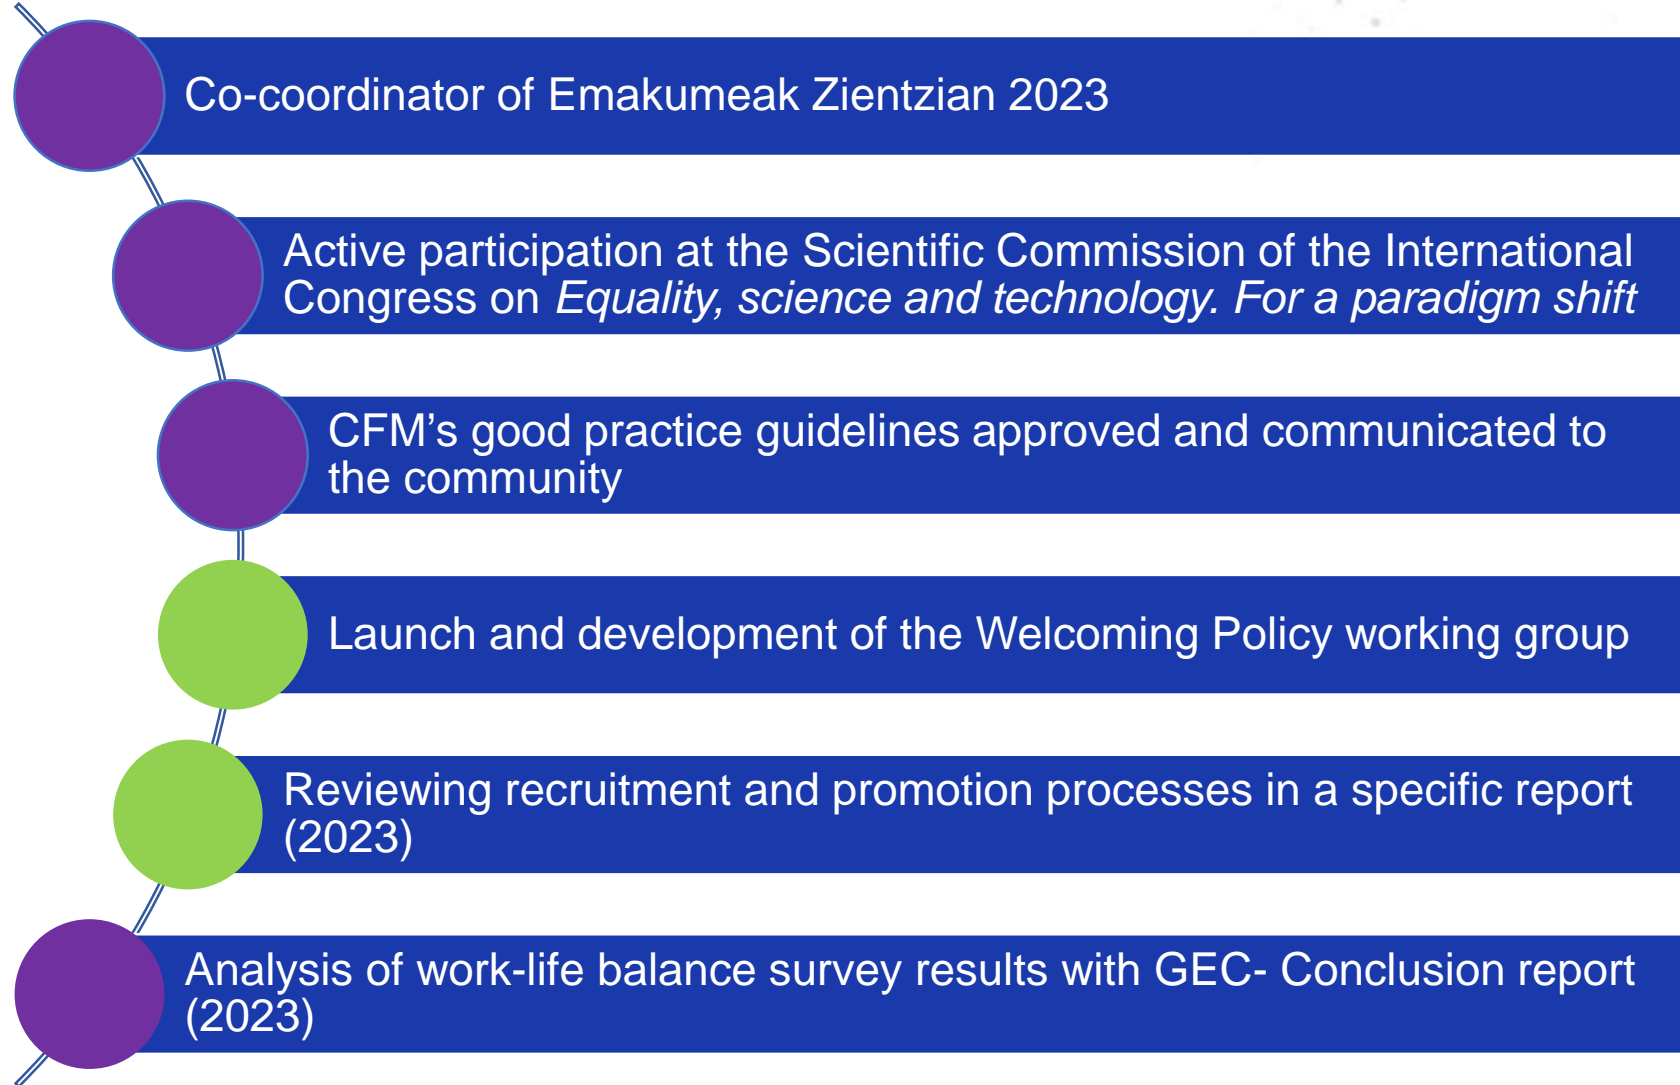 Co-coordinator of Emakumeak Zientzian 2023
Active participation at the Scientific Commission of the International
Congress on Equality, science and technology. For a paradigm shift
CFM’s good practice guidelines approved and communicated to
the community
Launch and development of the Welcoming Policy working group
Reviewing recruitment and promotion processes in a specific report
(2023)
Analysis of work-life balance survey results with GEC- Conclusion report
(2023)